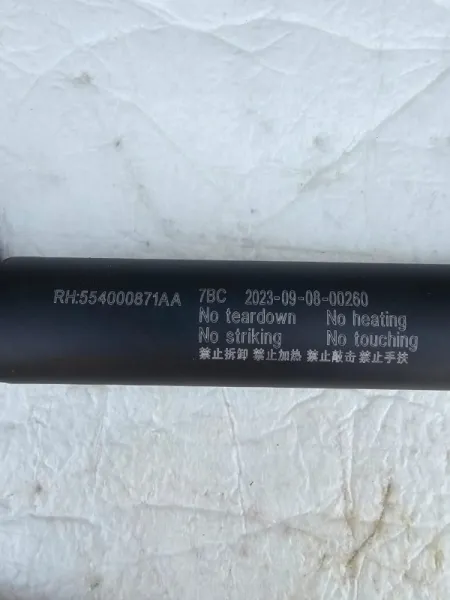 RH:554000871AA 7BC 2023-09-08-00260
No teardown No heating
No striking No touching
禁止拆卸 禁止加热 禁止敲击 禁止手扶